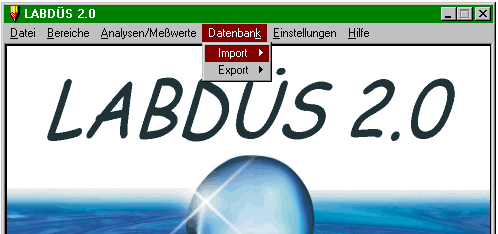 LABDÜS 2.0
Datei Bereiche Analysen/Meßwerte Datenbank Einstellungen Hilfe
Import
Export
LABDÜS 2.0